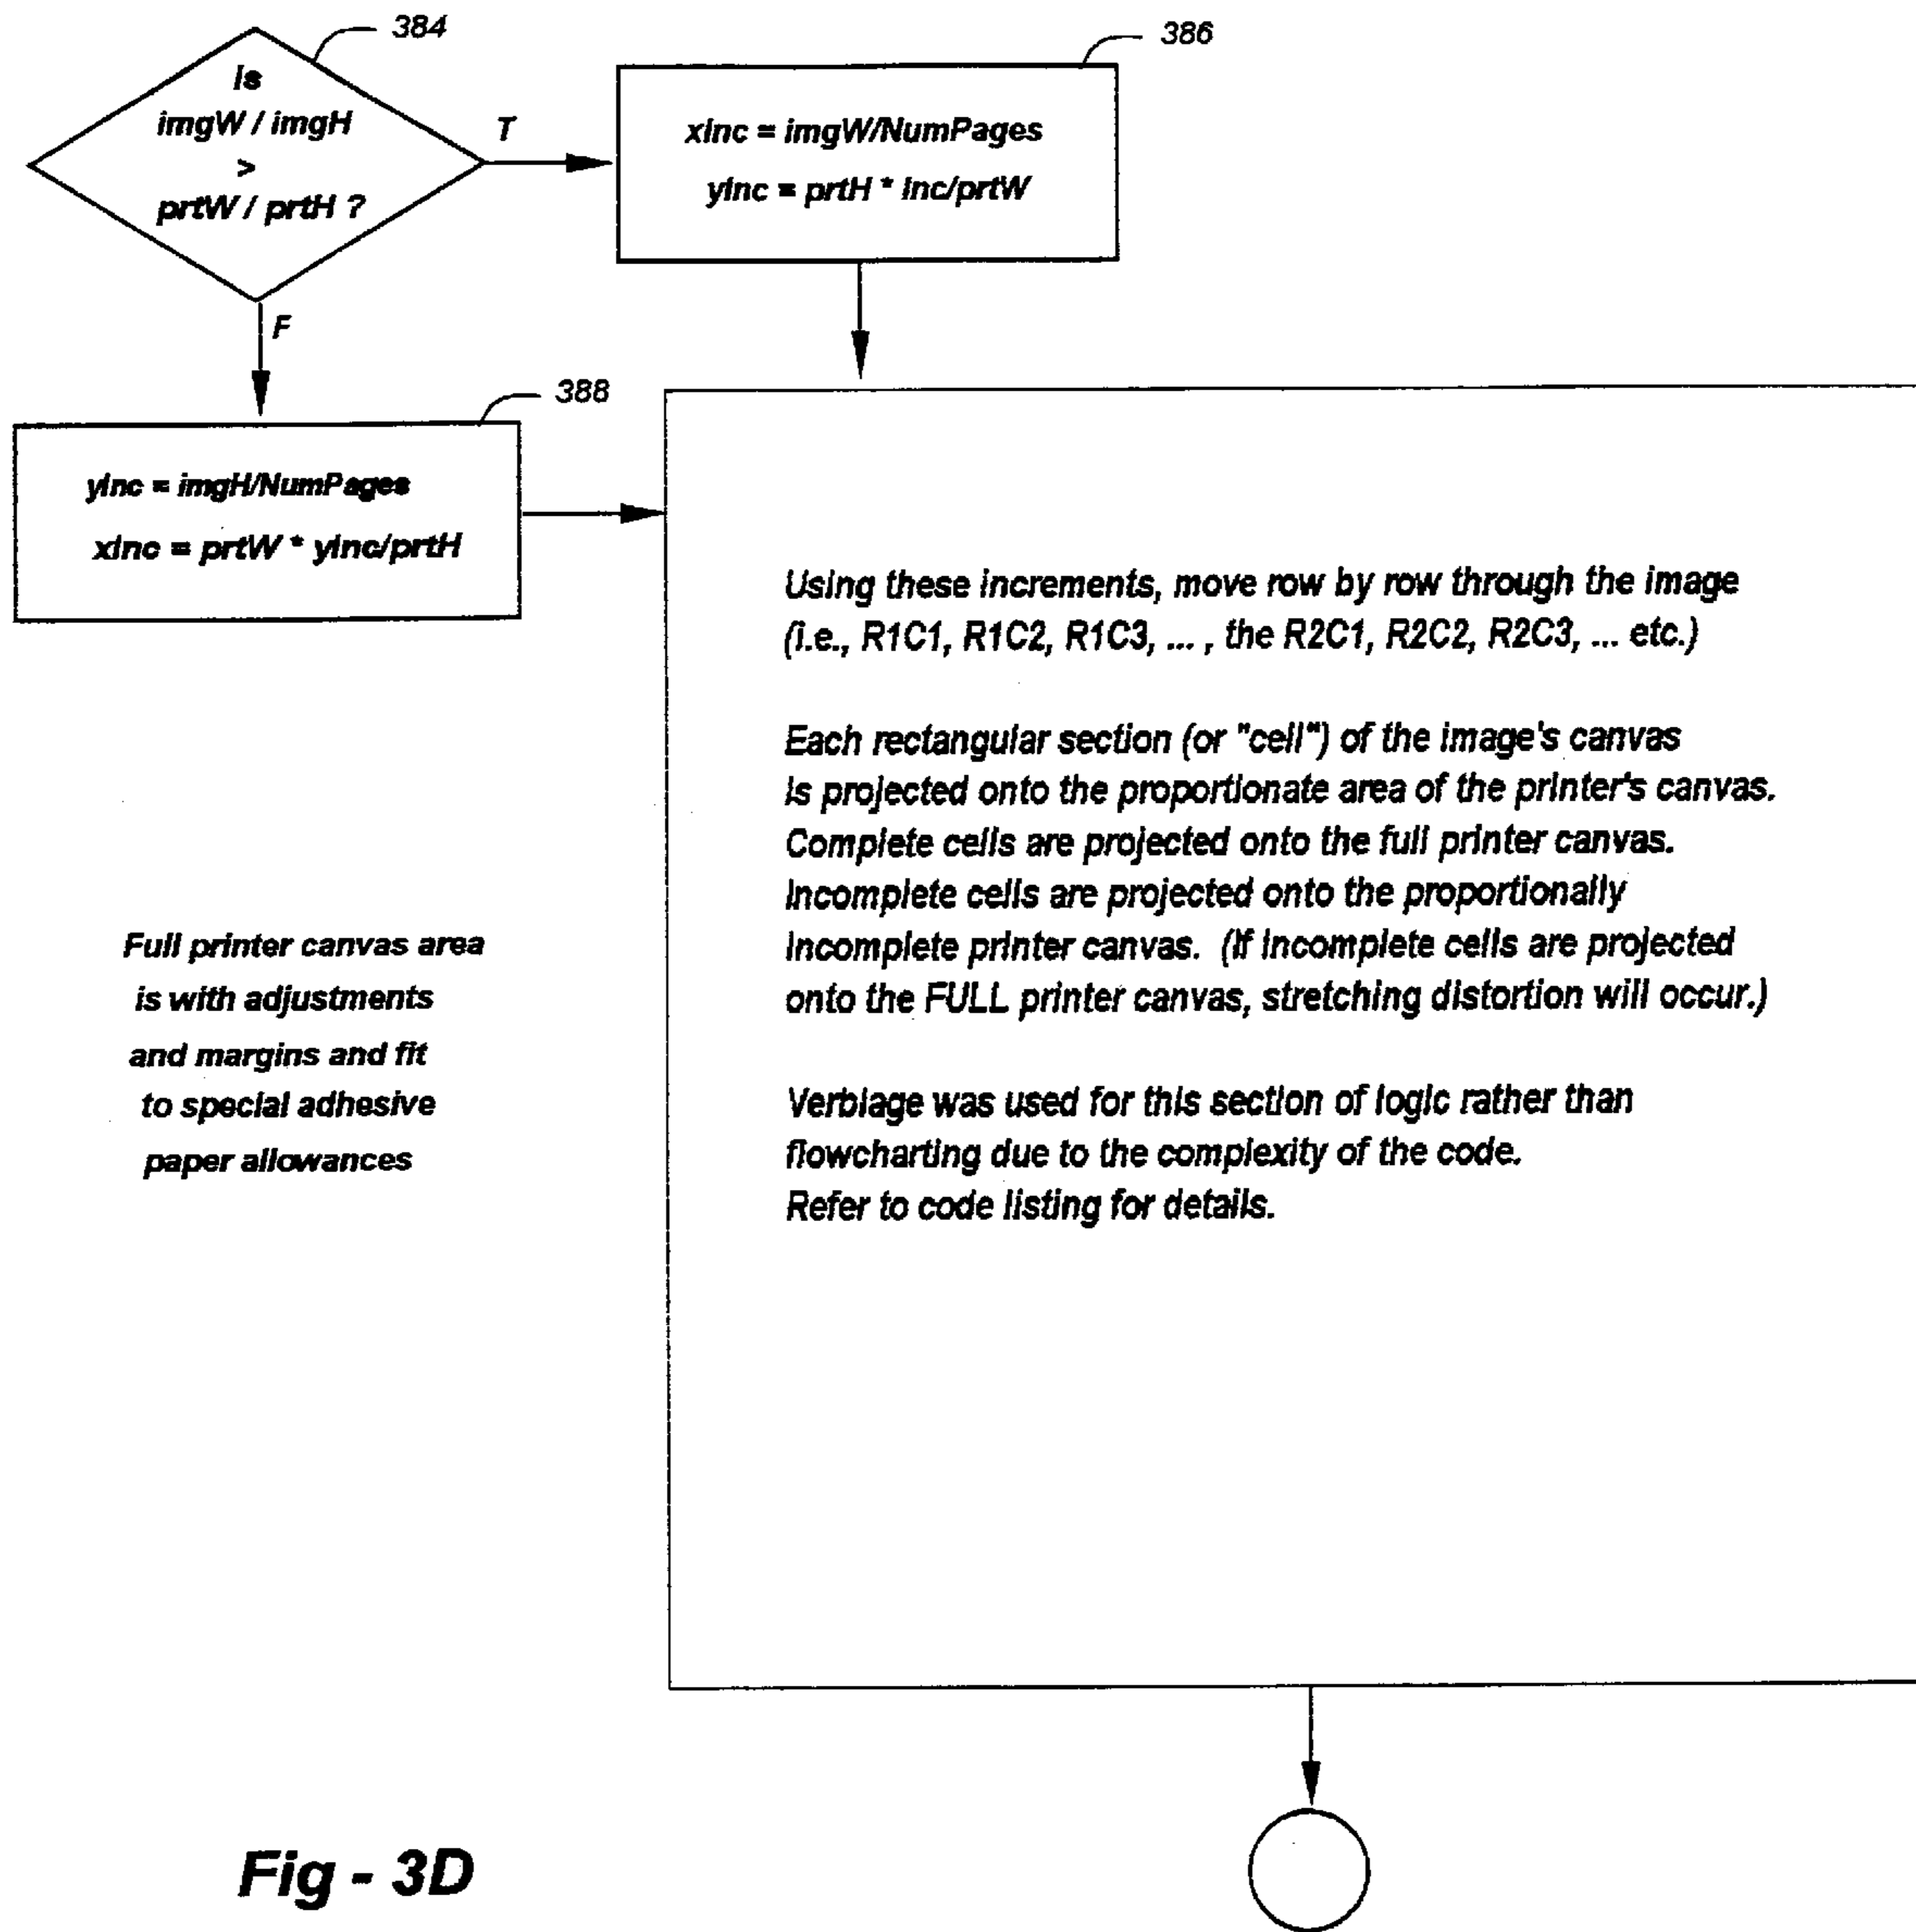 384
Is
imgW / imgH
>
prtW / prtH ?
T
F
386
xInc = imgW/NumPages
yInc = prtH * Inc/prtW
388
yInc = imgH/NumPages
xInc = prtW * yInc/prtH
Using these increments, move row by row through the image
(i.e., R1C1, R1C2, R1C3, ... , the R2C1, R2C2, R2C3, ... etc.)
Each rectangular section (or "cell") of the image's canvas
is projected onto the proportionate area of the printer's canvas.
Complete cells are projected onto the full printer canvas.
Incomplete cells are projected onto the proportionally
incomplete printer canvas. (If incomplete cells are projected
onto the FULL printer canvas, stretching distortion will occur.)
Verbiage was used for this section of logic rather than
flowcharting due to the complexity of the code.
Refer to code listing for details.
Full printer canvas area
is with adjustments
and margins and fit
to special adhesive
paper allowances
Fig - 3D